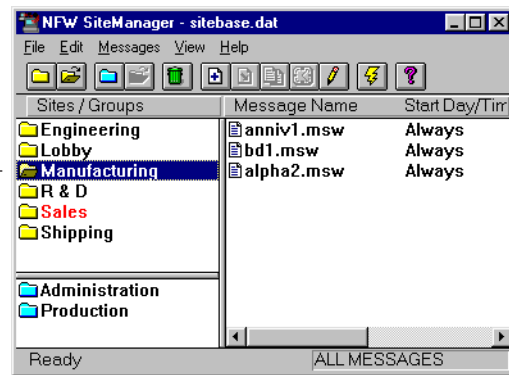 NFW SiteManager - sitebase.dat
File Edit Messages View Help
Sites / Groups Message Name Start Day/Tim
Engineering anniv1.msw Always
Lobby bd1.msw Always
Manufacturing alpha2.msw Always
R & D
Sales
Shipping
Administration
Production
Ready ALL MESSAGES